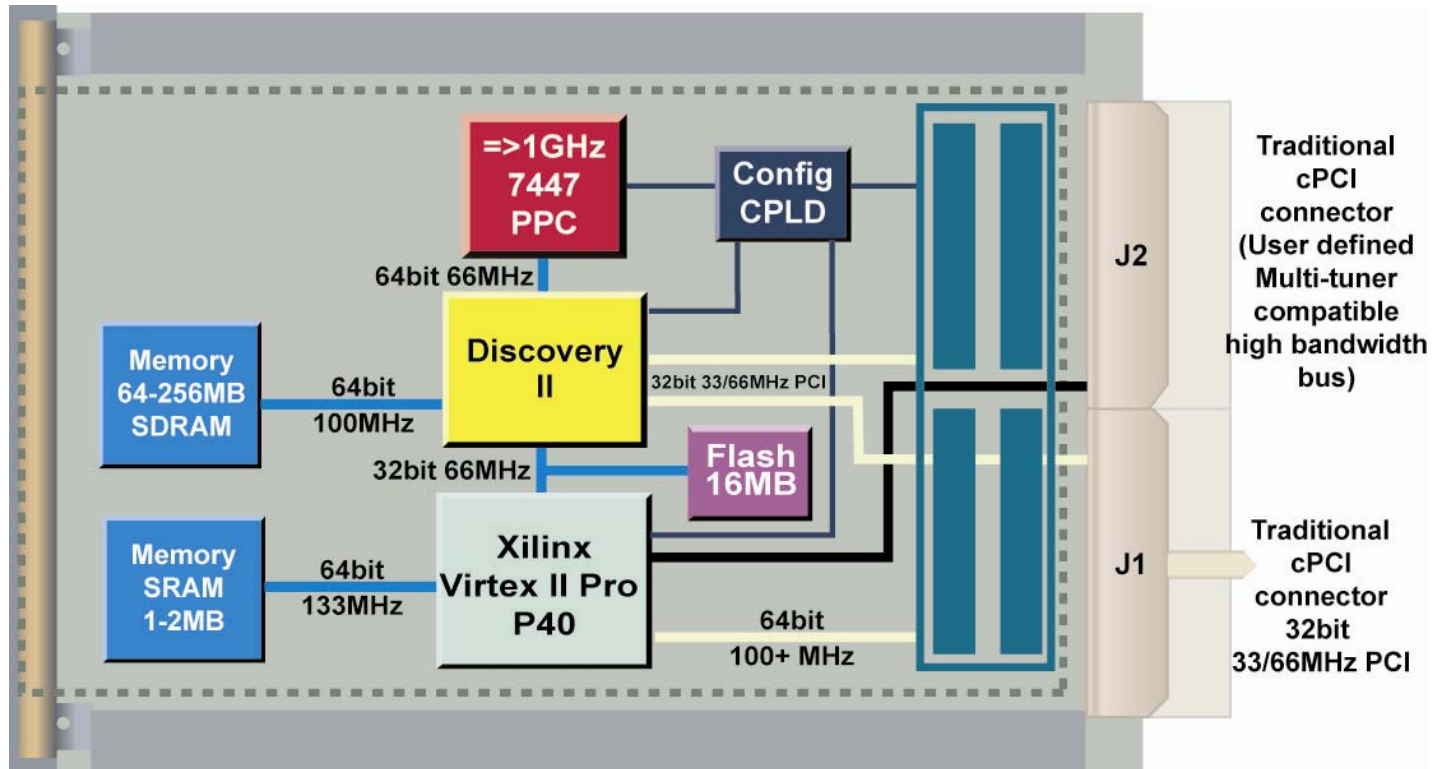 =>1GHz
7447
PPC
Config
CPLD
64bit 66MHz
Discovery
II
Memory
64-256MB
SDRAM
64bit
100MHz
32bit 33/66MHz PCI
32bit 66MHz
Flash
16MB
Memory
SRAM
1-2MB
64bit
133MHz
Xilinx
Virtex II Pro
P40
64bit
100+ MHz
J2
J1
Traditional
cPCI
connector
(User defined
Multi-tuner
compatible
high bandwidth
bus)
Traditional
cPCI
connector
32bit
33/66MHz PCI